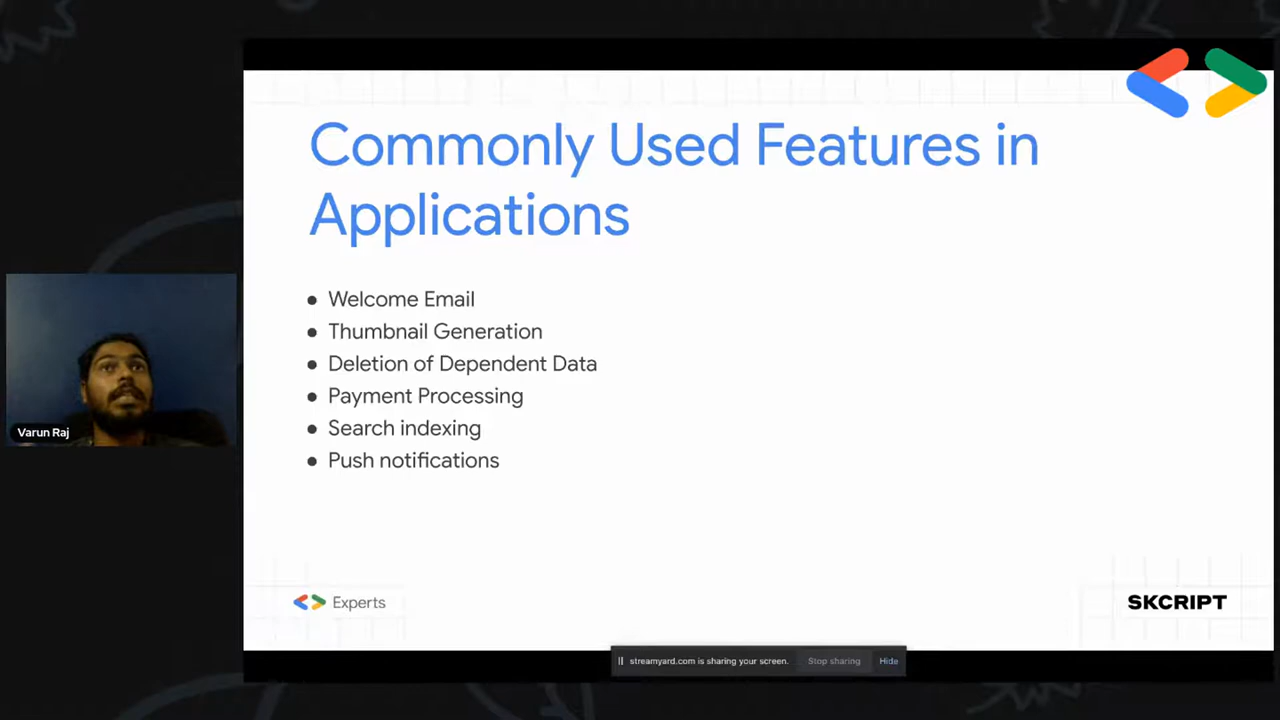 Commonly Used Features in
Applications
Welcome Email
Thumbnail Generation
Deletion of Dependent Data
Payment Processing
Search indexing
Push notifications
Varun Raj
Experts
SKCRIPT
streamyard.com is sharing your screen.
Stop sharing
Hide